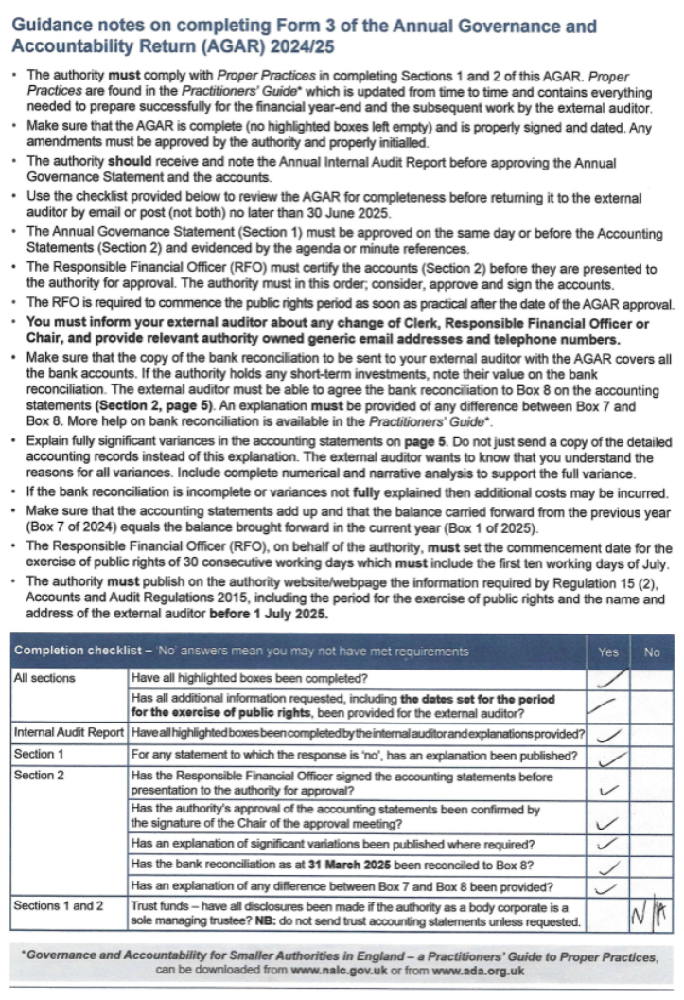 Guidance notes on completing Form 3 of the Annual Governance and
Accountability Return (AGAR) 2024/25
• The authority must comply with Proper Practices in completing Sections 1 and 2 of this AGAR. Proper
Practices are found in the Practitioners' Guide* which is updated from time to time and contains everything
needed to prepare successfully for the financial year-end and the subsequent work by the external auditor.
• Make sure that the AGAR is complete (no highlighted boxes left empty) and is properly signed and dated. Any
amendments must be approved by the authority and properly initialled.
• The authority should receive and note the Annual Internal Audit Report before approving the Annual
Governance Statement and the accounts.
• Use the checklist provided below to review the AGAR for completeness before returning it to the external
auditor by email or post (not both) no later than 30 June 2025.
• The Annual Governance Statement (Section 1) must be approved on the same day or before the Accounting
Statements (Section 2) and evidenced by the agenda or minute references.
• The Responsible Financial Officer (RFO) must certify the accounts (Section 2) before they are presented to
the authority for approval. The authority must in this order; consider, approve and sign the accounts.
• The RFO is required to commence the public rights period as soon as practical after the date of the AGAR approval.
• You must inform your external auditor about any change of Clerk, Responsible Financial Officer or
Chair, and provide relevant authority owned generic email addresses and telephone numbers.
• Make sure that the copy of the bank reconciliation to be sent to your external auditor with the AGAR covers all
the bank accounts. If the authority holds any short-term investments, note their value on the bank
reconciliation. The external auditor must be able to agree the bank reconciliation to Box 8 on the accounting
statements (Section 2, page 5). An explanation must be provided of any difference between Box 7 and
Box 8. More help on bank reconciliation is available in the Practitioners' Guide*.
• Explain fully significant variances in the accounting statements on page 5. Do not just send a copy of the detailed
accounting records instead of this explanation. The external auditor wants to know that you understand the
reasons for all variances. Include complete numerical and narrative analysis to support the full variance.
• If the bank reconciliation is incomplete or variances not fully explained then additional costs may be incurred.
• Make sure that the accounting statements add up and that the balance carried forward from the previous year
(Box 7 of 2024) equals the balance brought forward in the current year (Box 1 of 2025).
• The Responsible Financial Officer (RFO), on behalf of the authority, must set the commencement date for the
exercise of public rights of 30 consecutive working days which must include the first ten working days of July.
• The authority must publish on the authority website/webpage the information required by Regulation 15 (2),
Accounts and Audit Regulations 2015, including the period for the exercise of public rights and the name and
address of the external auditor before 1 July 2025.
Completion checklist – 'No' answers mean you may not have met requirements Yes No
All sections Have all highlighted boxes been completed? ✓
Has all additional information requested, including the dates set for the period
for the exercise of public rights, been provided for the external auditor? ✓
Internal Audit Report Have all highlighted boxes been completed by the internal auditor and explanations provided? ✓
Section 1 For any statement to which the response is 'no', has an explanation been published? ✓
Section 2 Has the Responsible Financial Officer signed the accounting statements before
presentation to the authority for approval? ✓
Has the authority's approval of the accounting statements been confirmed by
the signature of the Chair of the approval meeting? ✓
Has an explanation of significant variations been published where required? ✓
Has the bank reconciliation as at 31 March 2025 been reconciled to Box 8? ✓
Has an explanation of any difference between Box 7 and Box 8 been provided? ✓
Sections 1 and 2 Trust funds – have all disclosures been made if the authority as a body corporate is a
sole managing trustee? NB: do not send trust accounting statements unless requested. N/A
*Governance and Accountability for Smaller Authorities in England – a Practitioners' Guide to Proper Practices,
can be downloaded from www.nalc.gov.uk or from www.ada.org.uk